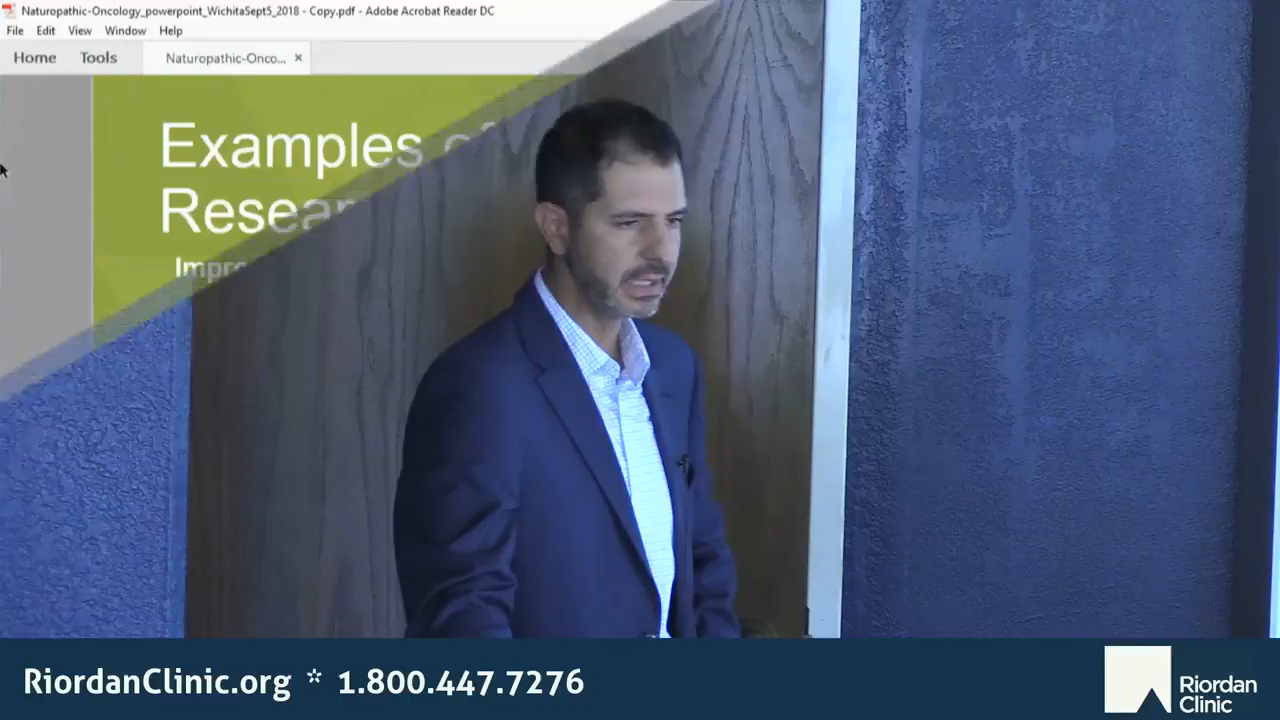 Naturopathic-Oncology_powerpoint_WichitaSept5_2018 - Copy.pdf - Adobe Acrobat Reader DC
File Edit View Window Help
Home Tools Naturopathic-Onco... ×
Examples of
RiordanClinic.org * 1.800.447.7276
Riordan
Clinic